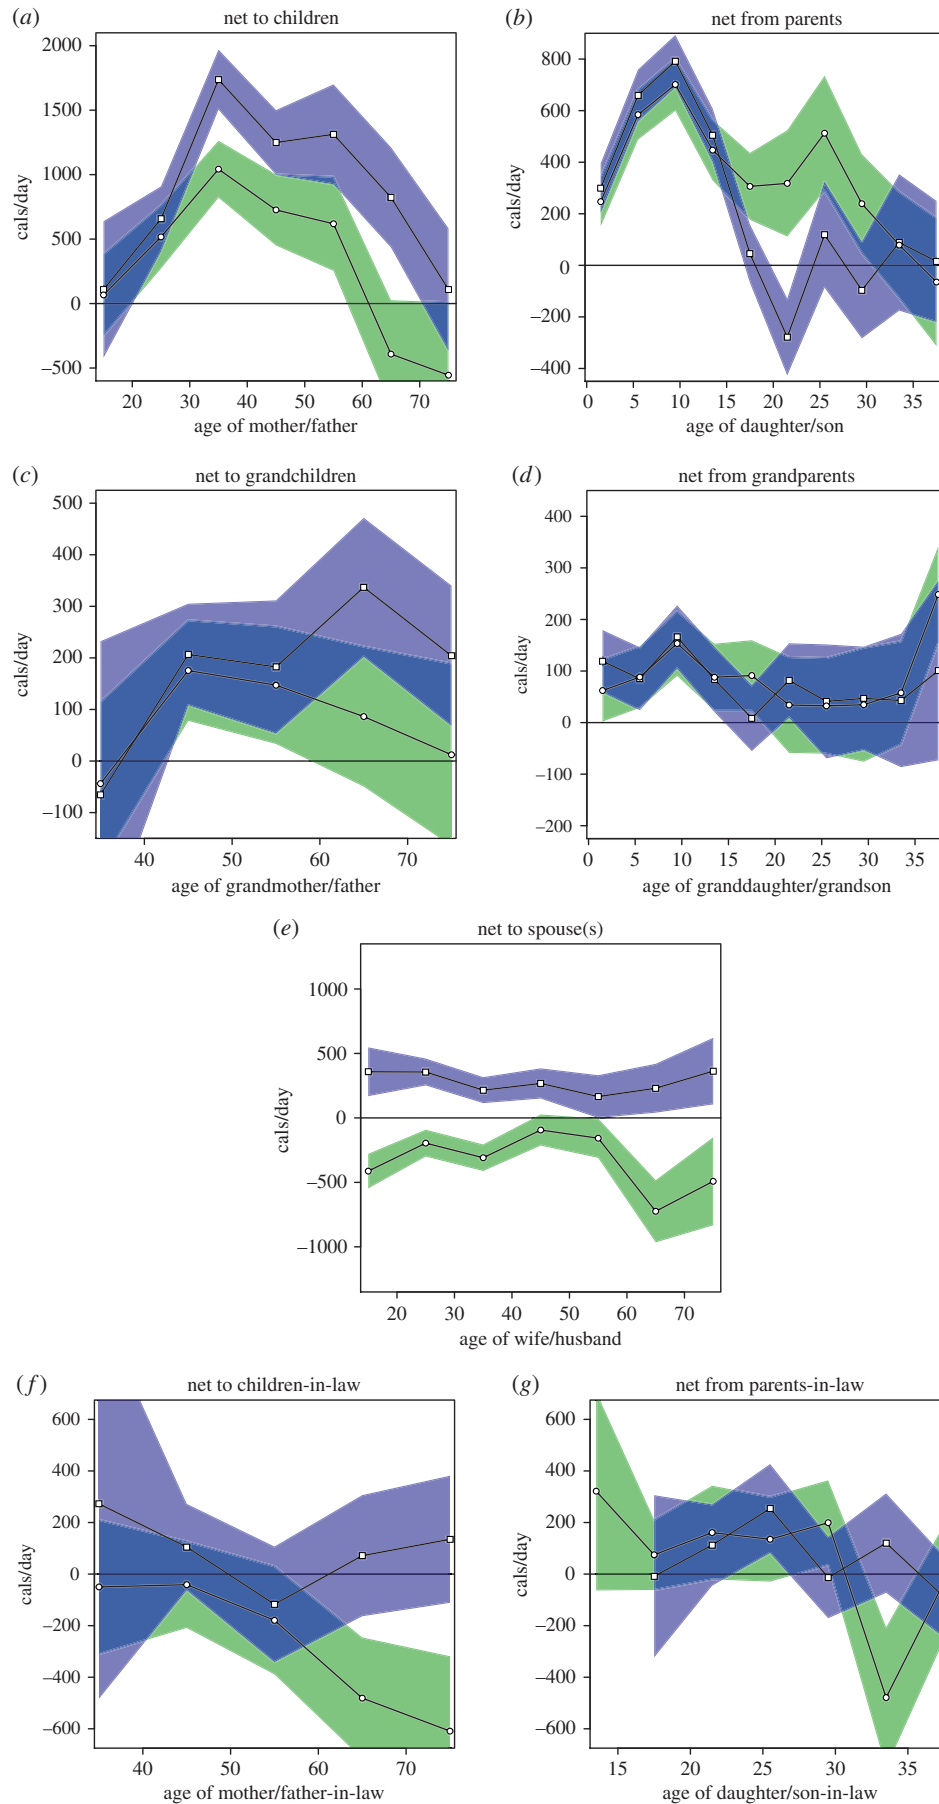 (a) net to children
2000
1500
1000
500
0
–500
cals/day
20 30 40 50 60 70
age of mother/father
(b) net from parents
800
600
400
200
0
–200
–400
cals/day
0 5 10 15 20 25 30 35
age of daughter/son
(c) net to grandchildren
500
400
300
200
100
0
–100
cals/day
40 50 60 70
age of grandmother/father
(d) net from grandparents
400
300
200
100
0
–100
–200
cals/day
0 5 10 15 20 25 30 35
age of granddaughter/grandson
(e) net to spouse(s)
1000
500
0
–500
–1000
cals/day
20 30 40 50 60 70
age of wife/husband
(f) net to children-in-law
600
400
200
0
–200
–400
–600
cals/day
40 50 60 70
age of mother/father-in-law
(g) net from parents-in-law
600
400
200
0
–200
–400
–600
cals/day
15 20 25 30 35
age of daughter/son-in-law